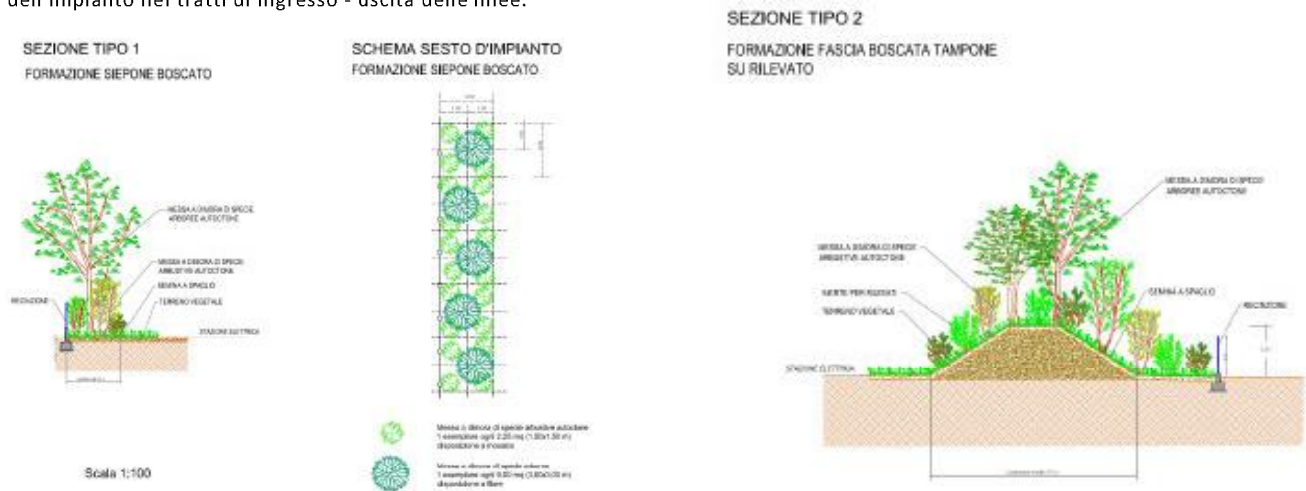 dell'impianto nei tratti di ingresso - uscita delle linee.
SEZIONE TIPO 1
FORMAZIONE SIEPONE BOSCATO
MESSA A DIMORA DI SPECIE
ARBOREE AUTOCTONE
MESSA A DIMORA DI SPECIE
ARBUSTIVE AUTOCTONE
SEMINA A SPAGLIO
TERRENO VEGETALE
RECINZIONE
STAZIONE ELETTRICA
Scala 1:100
SCHEMA SESTO D'IMPIANTO
FORMAZIONE SIEPONE BOSCATO
Messa a dimora di specie arbustive autoctone
1 esemplare ogni 2.25 mq (1.50x1.50 m)
disposizione a mosaico
Messa a dimora di specie arboree
1 esemplare ogni 9.00 mq (3.00x3.00 m)
disposizione a filare
SEZIONE TIPO 2
FORMAZIONE FASCIA BOSCATA TAMPONE
SU RILEVATO
MESSA A DIMORA DI SPECIE
ARBOREE AUTOCTONE
MESSA A DIMORA DI SPECIE
ARBUSTIVE AUTOCTONE
INERTE PER RILEVATI
TERRENO VEGETALE
SEMINA A SPAGLIO
RECINZIONE
STAZIONE ELETTRICA